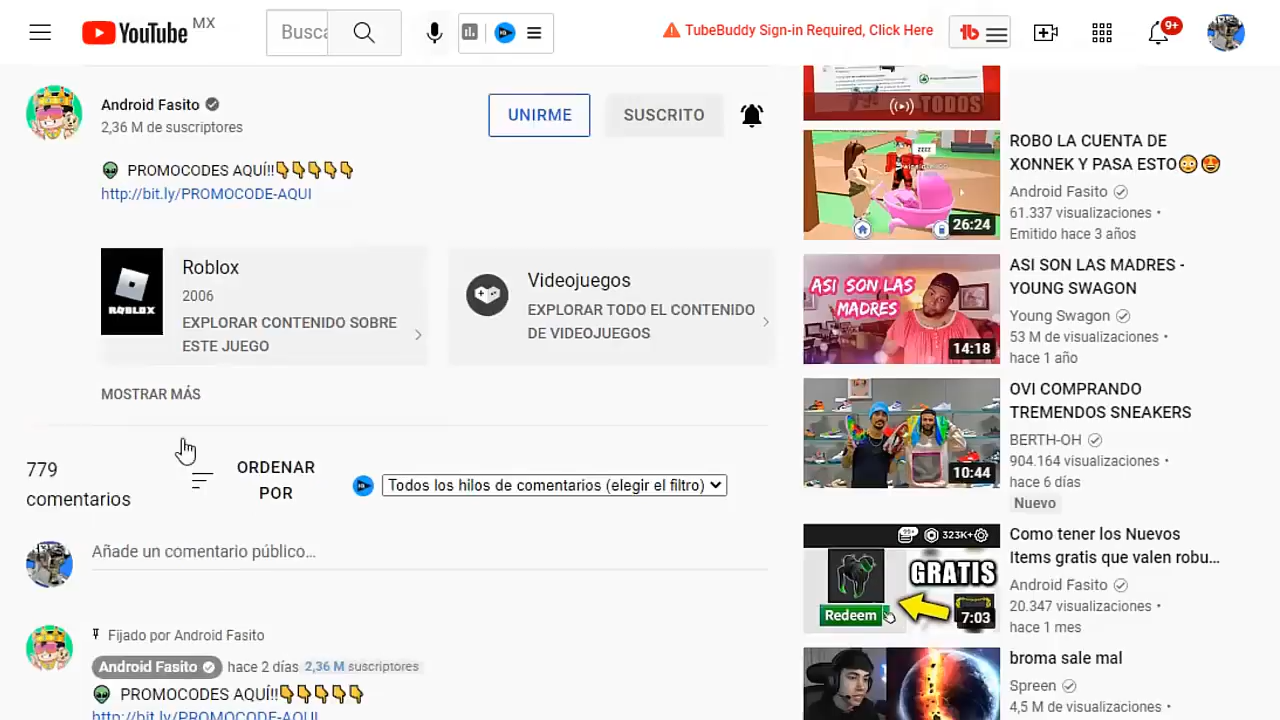 YouTube MX
Busca
TubeBuddy Sign-in Required, Click Here
tb
9+
Android Fasito
2,36 M de suscriptores
UNIRME
SUSCRITO
👽 PROMOCODES AQUÍ!!👇👇👇👇👇
http://bit.ly/PROMOCODE-AQUI
ROBLOX
Roblox
2006
EXPLORAR CONTENIDO SOBRE
ESTE JUEGO
Videojuegos
EXPLORAR TODO EL CONTENIDO
DE VIDEOJUEGOS
MOSTRAR MÁS
779
comentarios
ORDENAR
POR
Todos los hilos de comentarios (elegir el filtro)
Añade un comentario público...
Fijado por Android Fasito
Android Fasito hace 2 días 2,36 M suscriptores
👽 PROMOCODES AQUÍ!!👇👇👇👇👇
http://bit.ly/PROMOCODE-AQUI
TODOS
zzzz
26:24
ROBO LA CUENTA DE
XONNEK Y PASA ESTO😳🤩
Android Fasito
61.337 visualizaciones •
Emitido hace 3 años
ASI SON LAS
MADRES
14:18
ASI SON LAS MADRES -
YOUNG SWAGON
Young Swagon
53 M de visualizaciones •
hace 1 año
10:44
OVI COMPRANDO
TREMENDOS SNEAKERS
BERTH-OH
904.164 visualizaciones •
hace 6 días
Nuevo
99+
323K+
GRATIS
Redeem
7:03
Como tener los Nuevos
Items gratis que valen robu...
Android Fasito
20.347 visualizaciones •
hace 1 mes
broma sale mal
Spreen
4,5 M de visualizaciones •